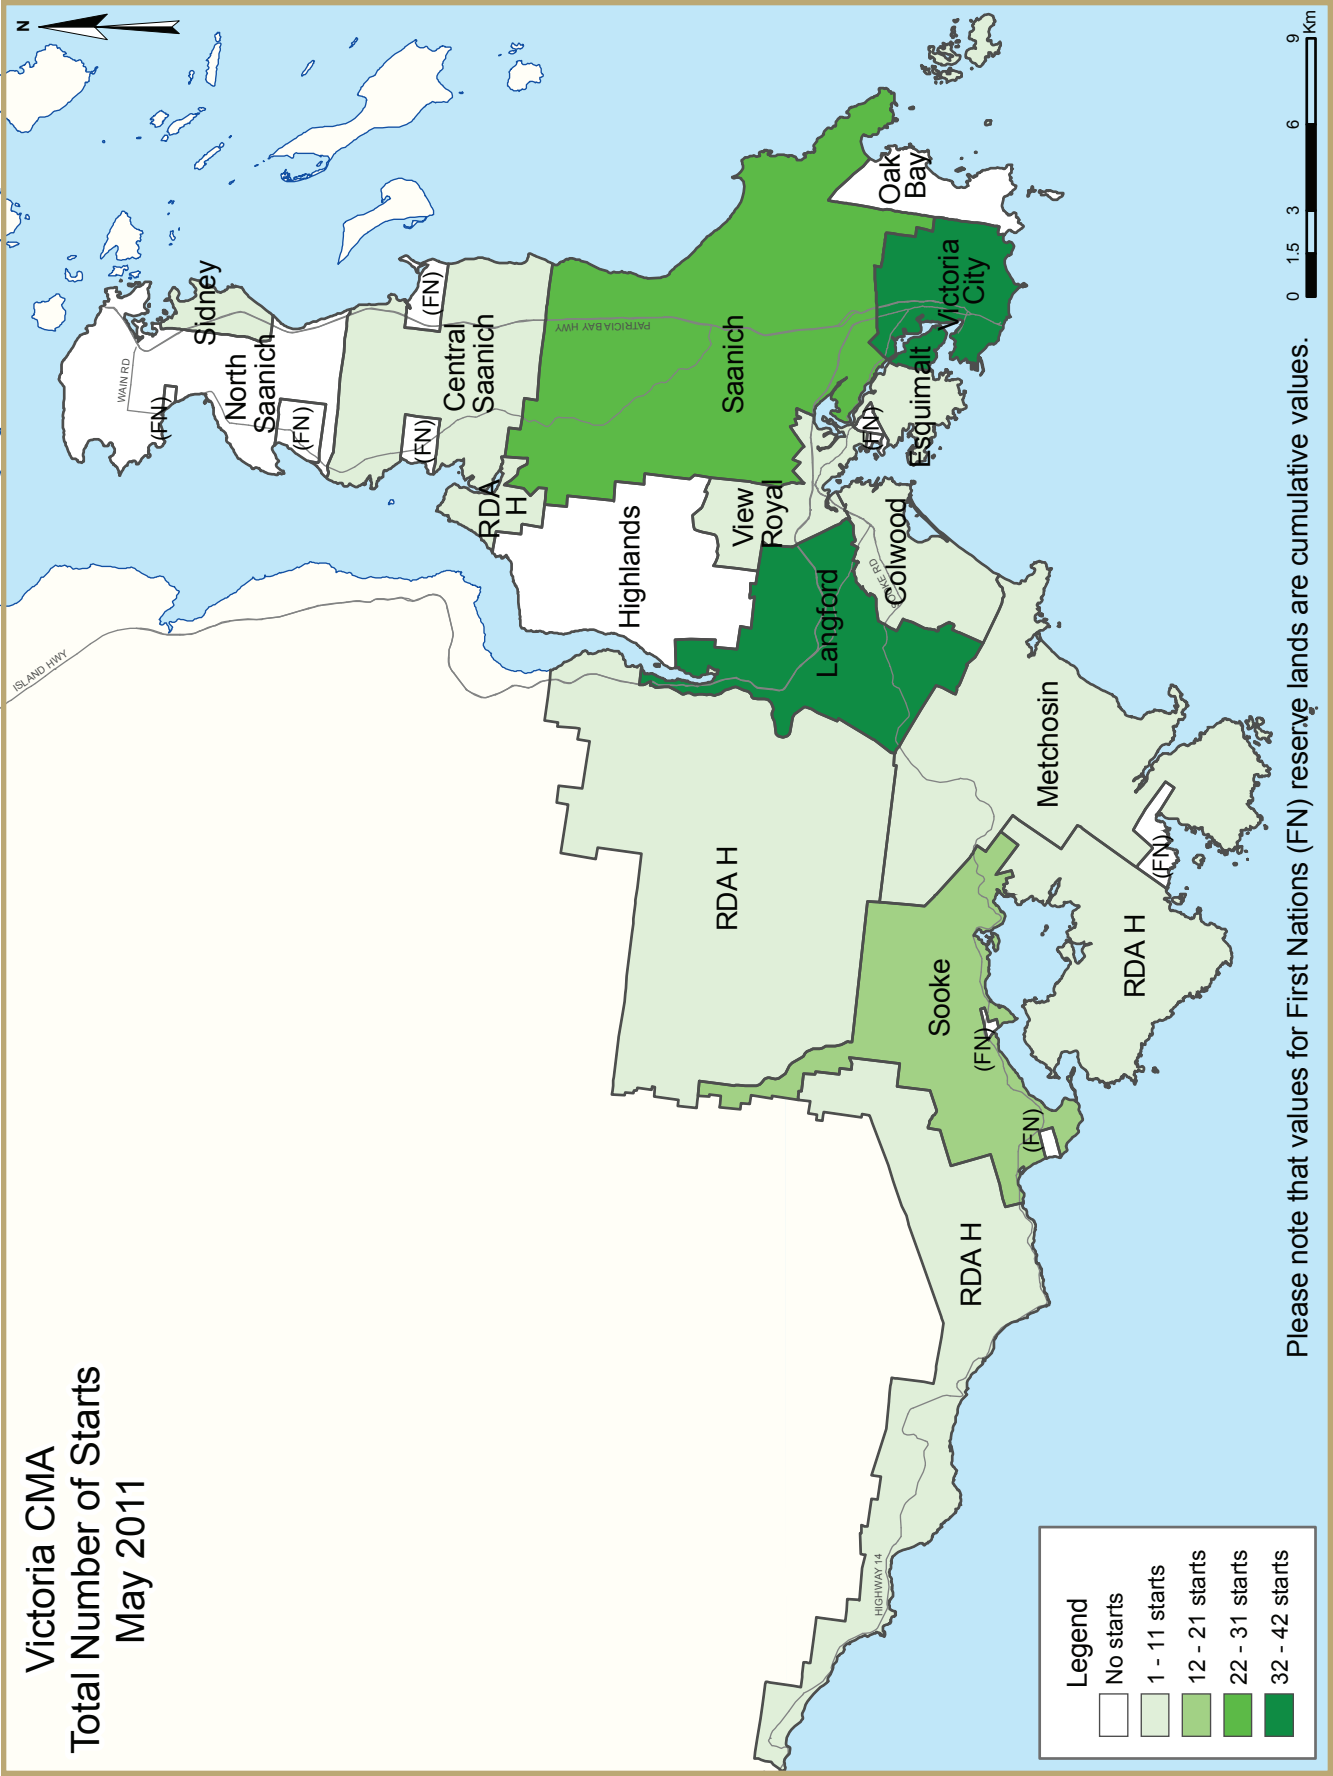 Victoria CMA
Total Number of Starts
May 2011
N
ISLAND HWY
WAIN RD
(FN)
North
Saanich
Sidney
(FN)
(FN)
(FN)
Central
Saanich
PATRICIA BAY HWY
RDA
H
Saanich
Highlands
View
Royal
Langford
Oak
Bay
Victoria
City
Esquimalt
(FN)
Colwood
SOOKE RD
Metchosin
(FN)
RDA H
Sooke
(FN)
(FN)
RDA H
RDA H
HIGHWAY 14
Legend
No starts
1 - 11 starts
12 - 21 starts
22 - 31 starts
32 - 42 starts
0 1.5 3 6 9
Km
Please note that values for First Nations (FN) reserve lands are cumulative values.